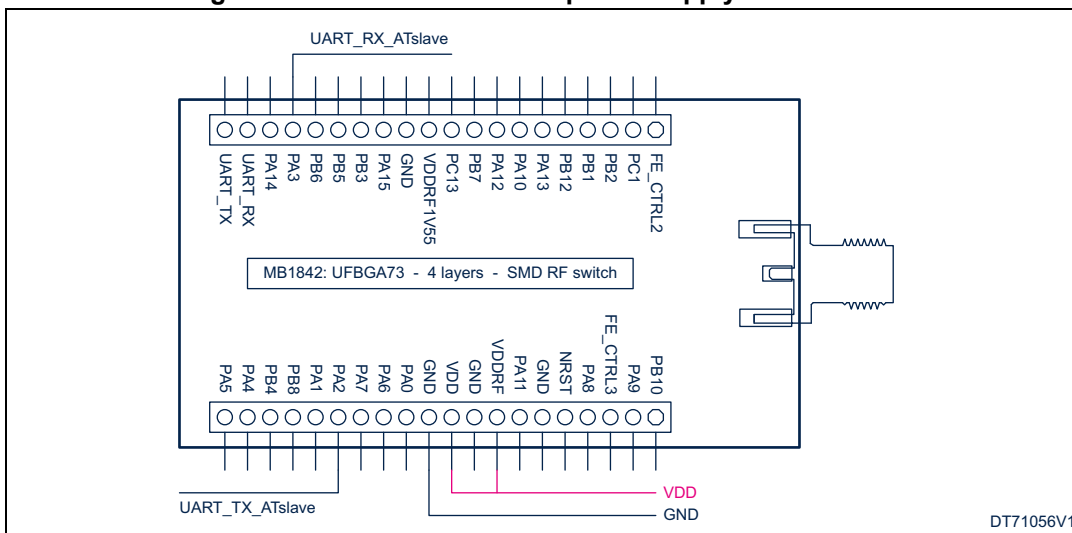 UART_RX_ATslave
UART_TX
UART_RX
PA14
PA3
PB6
PB5
PB3
PA15
GND
VDDRF1V55
PC13
PB7
PA12
PA10
PA13
PB12
PB1
PB2
PC1
FE_CTRL2
MB1842: UFBGA73 - 4 layers - SMD RF switch
PA5
PA4
PB4
PB8
PA1
PA2
PA7
PA6
PA0
GND
VDD
GND
VDDRF
PA11
GND
NRST
PA8
FE_CTRL3
PA9
PB10
UART_TX_ATslave
VDD
GND
DT71056V1